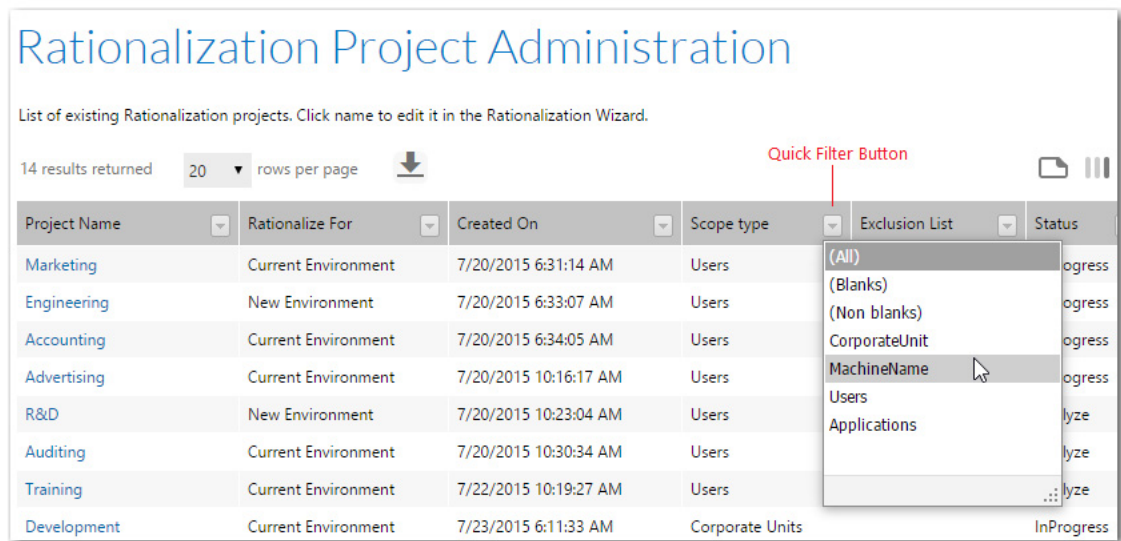 Rationalization Project Administration
List of existing Rationalization projects. Click name to edit it in the Rationalization Wizard.
Quick Filter Button
14 results returned 20 rows per page
Project Name Rationalize For Created On Scope type Exclusion List Status
Marketing Current Environment 7/20/2015 6:31:14 AM Users (All) ogress
(Blanks)
Engineering New Environment 7/20/2015 6:33:07 AM Users (Non blanks) ogress
Accounting Current Environment 7/20/2015 6:34:05 AM Users CorporateUnit ogress
MachineName
Advertising Current Environment 7/20/2015 10:16:17 AM Users ogress
Users
R&D New Environment 7/20/2015 10:23:04 AM Users Applications lyze
Auditing Current Environment 7/20/2015 10:30:34 AM Users lyze
Training Current Environment 7/22/2015 10:19:27 AM Users lyze
Development Current Environment 7/23/2015 6:11:33 AM Corporate Units InProgress